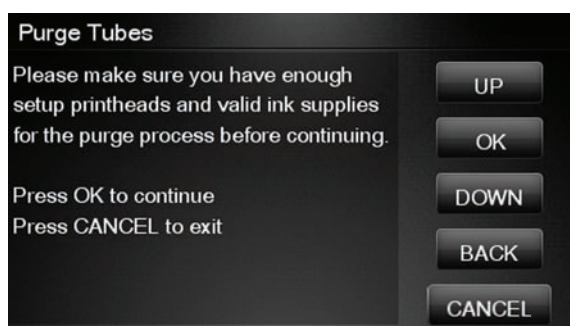 Purge Tubes
Please make sure you have enough
setup printheads and valid ink supplies
for the purge process before continuing.
Press OK to continue
Press CANCEL to exit
UP
OK
DOWN
BACK
CANCEL